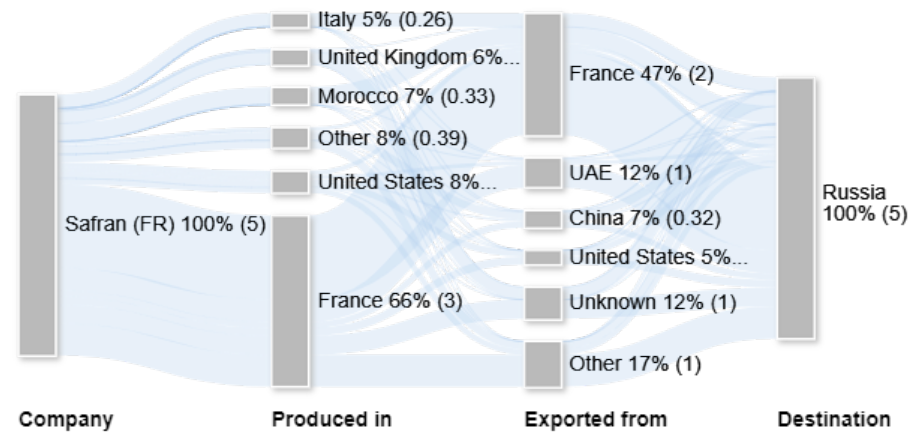 Italy 5% (0.26)
United Kingdom 6%...
Morocco 7% (0.33)
Other 8% (0.39)
United States 8%...
Safran (FR) 100% (5)
France 66% (3)
France 47% (2)
UAE 12% (1)
China 7% (0.32)
United States 5%...
Unknown 12% (1)
Other 17% (1)
Russia
100% (5)
Company
Produced in
Exported from
Destination